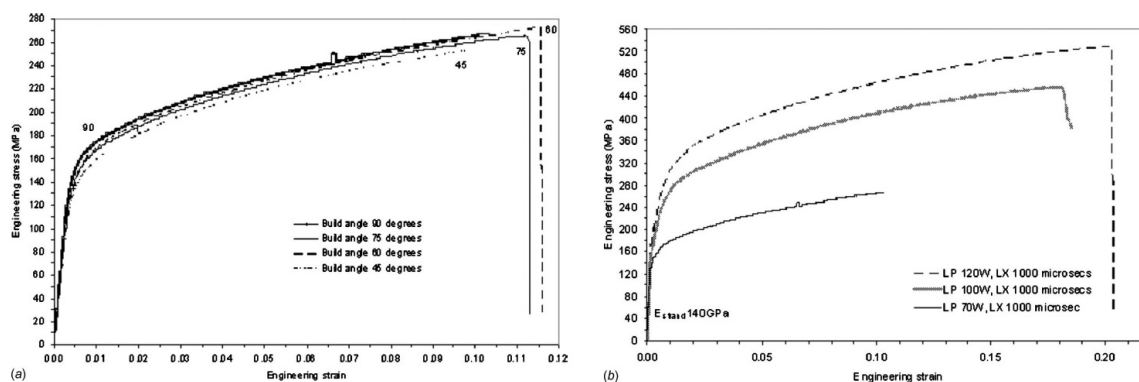 280
260
240
220
200
180
160
140
120
100
80
60
40
20
0
Engineering stress (MPa)
90
45
75
60
Build angle 90 degrees
Build angle 75 degrees
Build angle 60 degrees
Build angle 45 degrees
0.00 0.01 0.02 0.03 0.04 0.05 0.06 0.07 0.08 0.09 0.10 0.11 0.12
Engineering strain
(a)
560
520
480
440
400
360
320
280
240
200
160
120
80
40
0
Engineering stress (MPa)
LP 120W, LX 1000 microsecs
LP 100W, LX 1000 microsecs
LP 70W, LX 1000 microsec
140GPa
0.00 0.05 0.10 0.15 0.20
Engineering strain
(b)